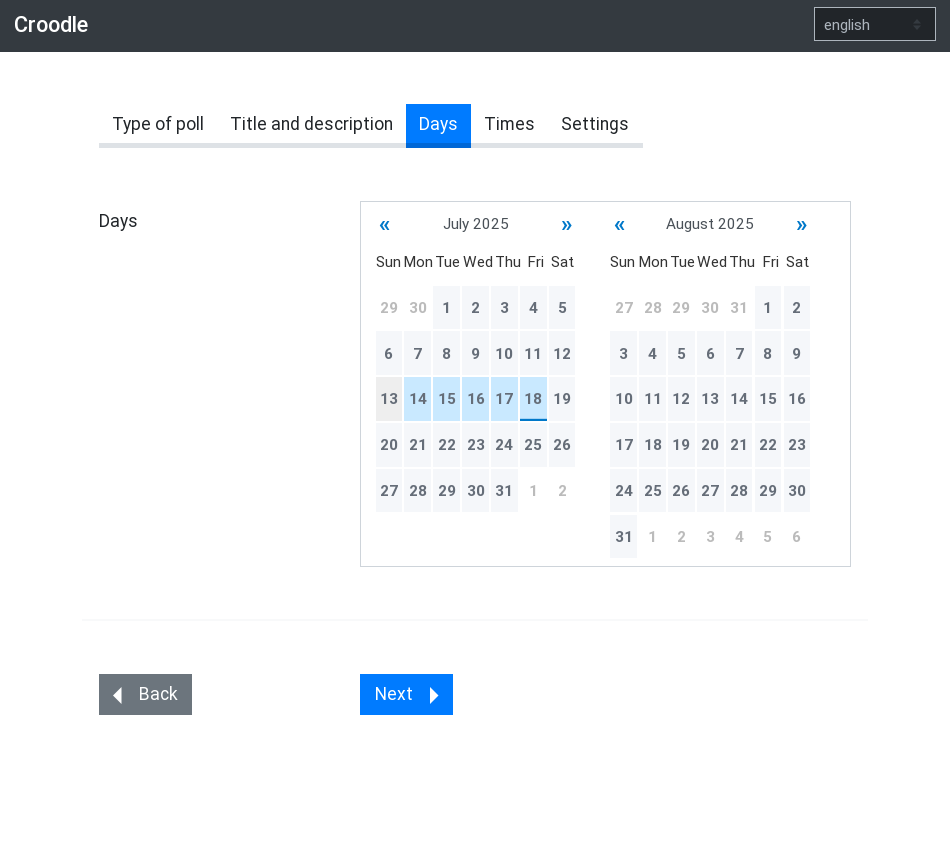 Croodle
english
Type of poll Title and description Days Times Settings
Days
« July 2025 » « August 2025 »
Sun Mon Tue Wed Thu Fri Sat Sun Mon Tue Wed Thu Fri Sat
29 30 1 2 3 4 5 27 28 29 30 31 1 2
6 7 8 9 10 11 12 3 4 5 6 7 8 9
13 14 15 16 17 18 19 10 11 12 13 14 15 16
20 21 22 23 24 25 26 17 18 19 20 21 22 23
27 28 29 30 31 1 2 24 25 26 27 28 29 30
31 1 2 3 4 5 6
Back Next